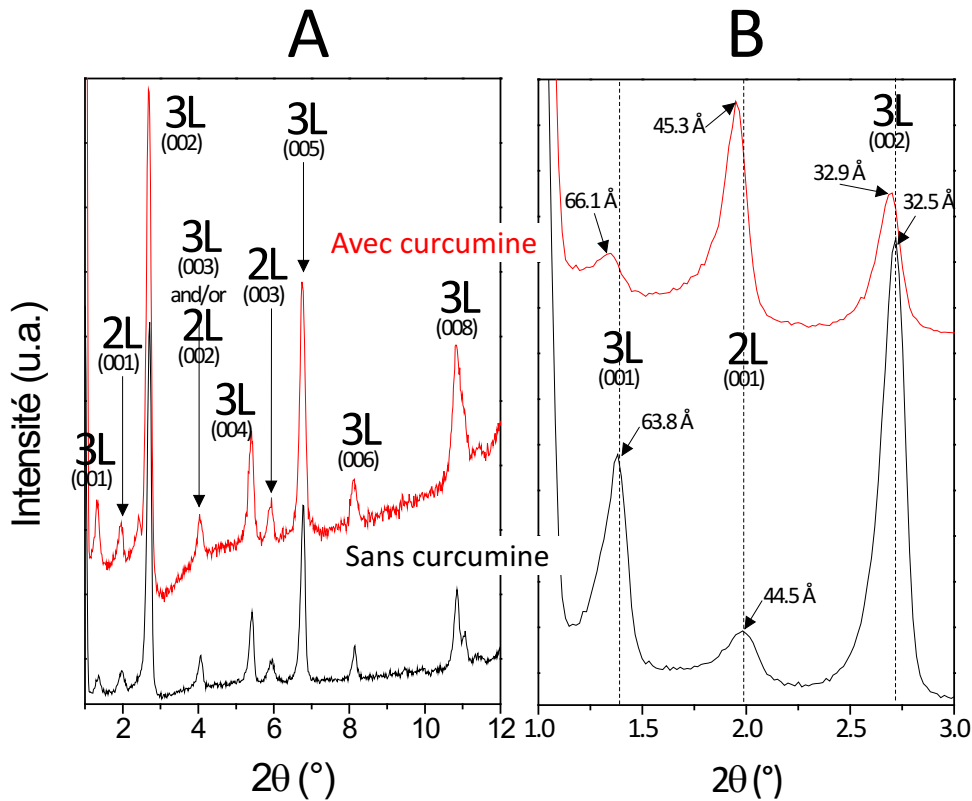 A
B
3L
(002)
3L
(005)
3L
(003)
and/or
2L
(002)
2L
(001)
2L
(003)
3L
(008)
3L
(004)
3L
(001)
3L
(006)
Avec curcumine
Sans curcumine
Intensité (u.a.)
2 4 6 8 10 12
2θ (°)
45.3 Å
3L
(002)
32.9 Å
32.5 Å
66.1 Å
3L
(001)
2L
(001)
63.8 Å
44.5 Å
1.0 1.5 2.0 2.5 3.0
2θ (°)